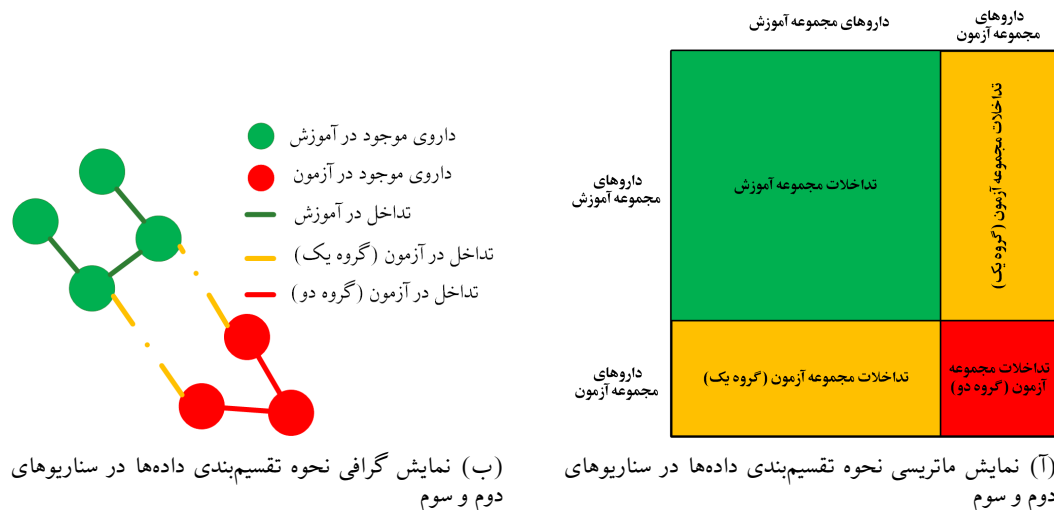 داروهای مجموعه آموزش
داروهای
مجموعه آزمون
داروهای
مجموعه آموزش
تداخلات مجموعه آموزش
تداخلات مجموعه آزمون (گروه یک)
داروهای
مجموعه آزمون
تداخلات مجموعه آزمون (گروه یک)
تداخلات مجموعه
آزمون (گروه دو)
(آ) نمایش ماتریسی نحوه تقسیم‌بندی داده‌ها در سناریوهای
دوم و سوم
داروی موجود در آموزش
داروی موجود در آزمون
تداخل در آموزش
تداخل در آزمون (گروه یک)
تداخل در آزمون (گروه دو)
(ب) نمایش گرافی نحوه تقسیم‌بندی داده‌ها در سناریوهای
دوم و سوم